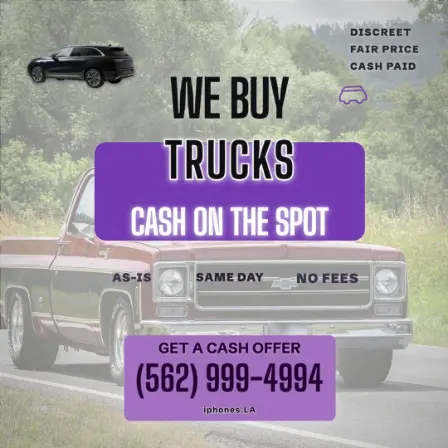 DISCREET
FAIR PRICE
CASH PAID
WE BUY
TRUCKS
CASH ON THE SPOT
AS-IS SAME DAY NO FEES
GET A CASH OFFER
(562) 999-4994
iphones.LA